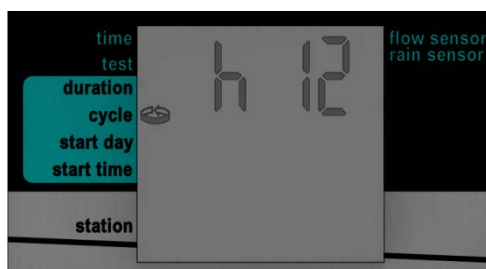 time
test
duration
cycle
start day
start time
station
h 12
flow sensor
rain sensor